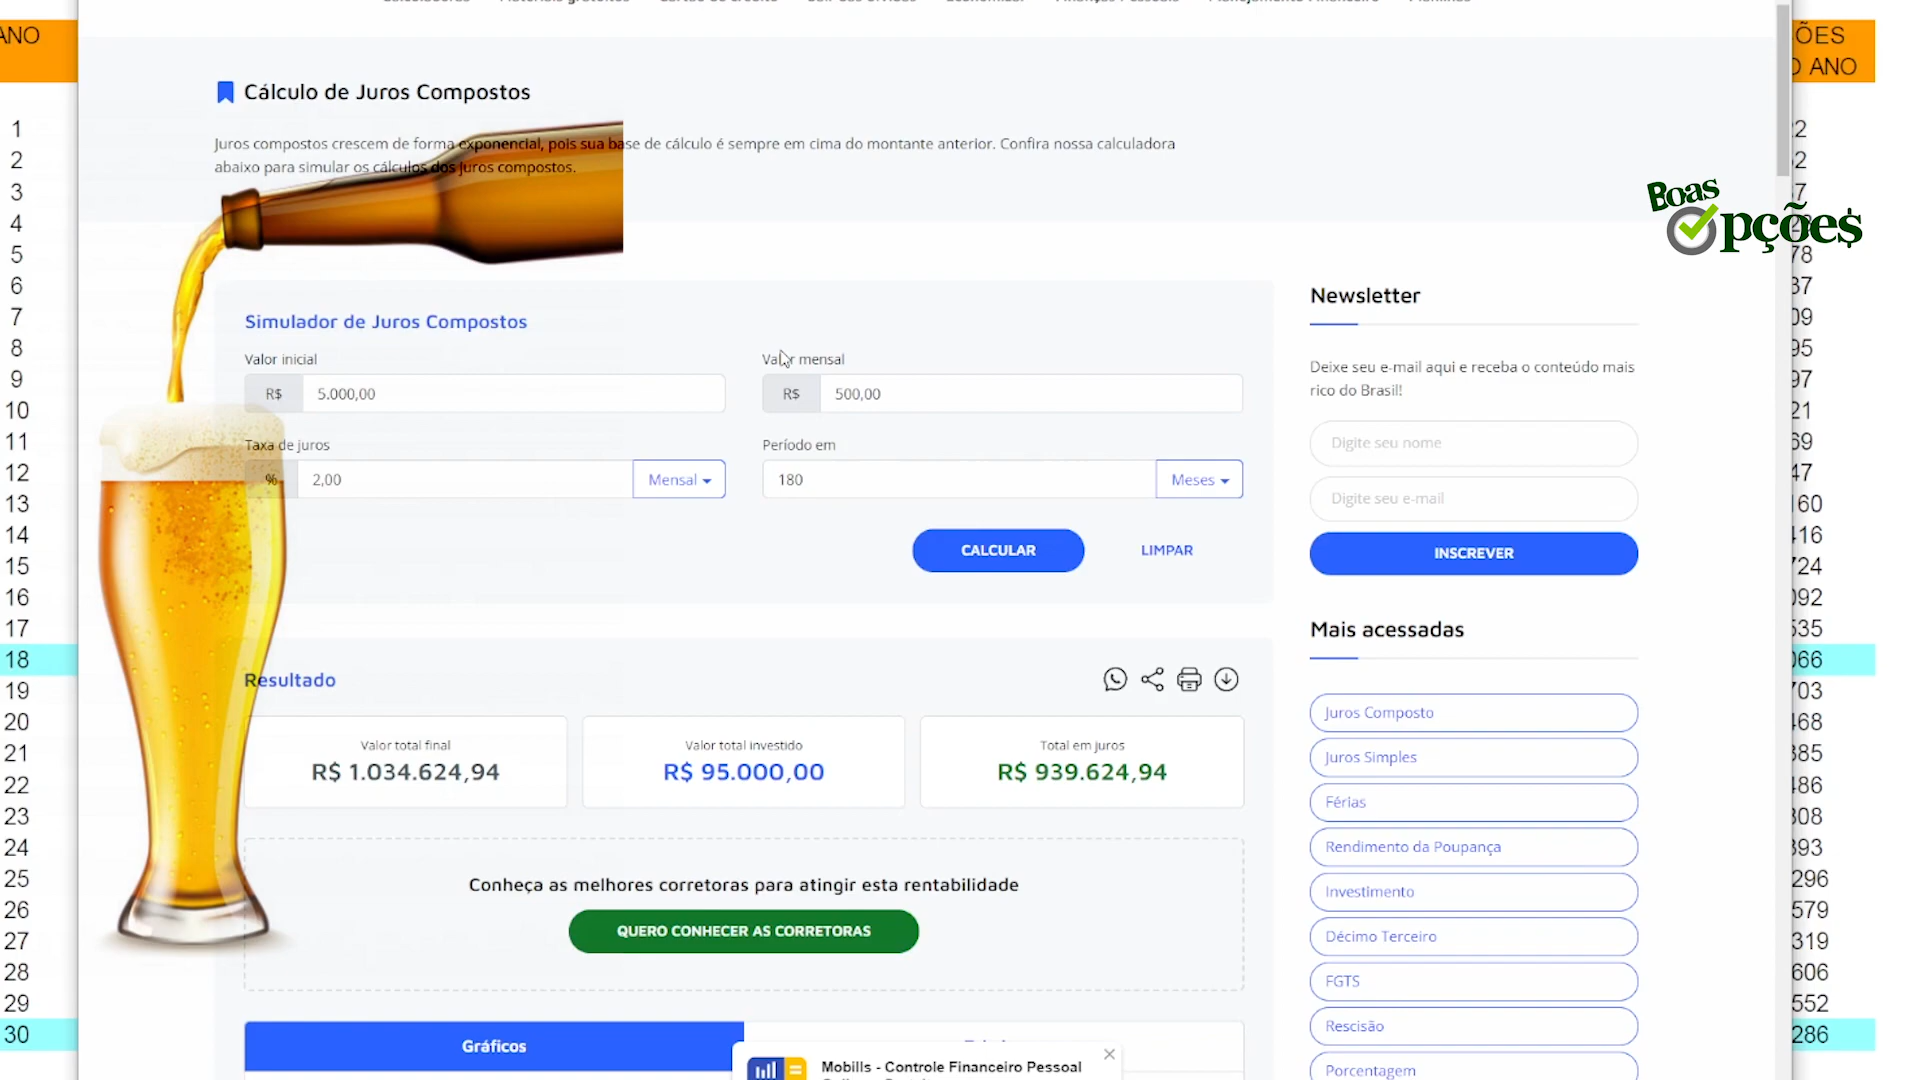 ANO
ÕES
ANO
Cálculo de Juros Compostos
Juros compostos crescem de forma exponencial, pois sua base de cálculo é sempre em cima do montante anterior. Confira nossa calculadora
abaixo para simular os cálculos dos juros compostos.
Boas
Opções
1
2
3
4
5
6
7
8
9
10
11
12
13
14
15
16
17
18
19
20
21
22
23
24
25
26
27
28
29
30
Simulador de Juros Compostos
Valor inicial
R$ 5.000,00
Valor mensal
R$ 500,00
Taxa de juros
% 2,00 Mensal
Período em
180 Meses
CALCULAR LIMPAR
Resultado
Valor total final
R$ 1.034.624,94
Valor total investido
R$ 95.000,00
Total em juros
R$ 939.624,94
Conheça as melhores corretoras para atingir esta rentabilidade
QUERO CONHECER AS CORRETORAS
Gráficos
Mobills - Controle Financeiro Pessoal
Newsletter
Deixe seu e-mail aqui e receba o conteúdo mais
rico do Brasil!
Digite seu nome
Digite seu e-mail
INSCREVER
Mais acessadas
Juros Composto
Juros Simples
Férias
Rendimento da Poupança
Investimento
Décimo Terceiro
FGTS
Rescisão
Porcentagem